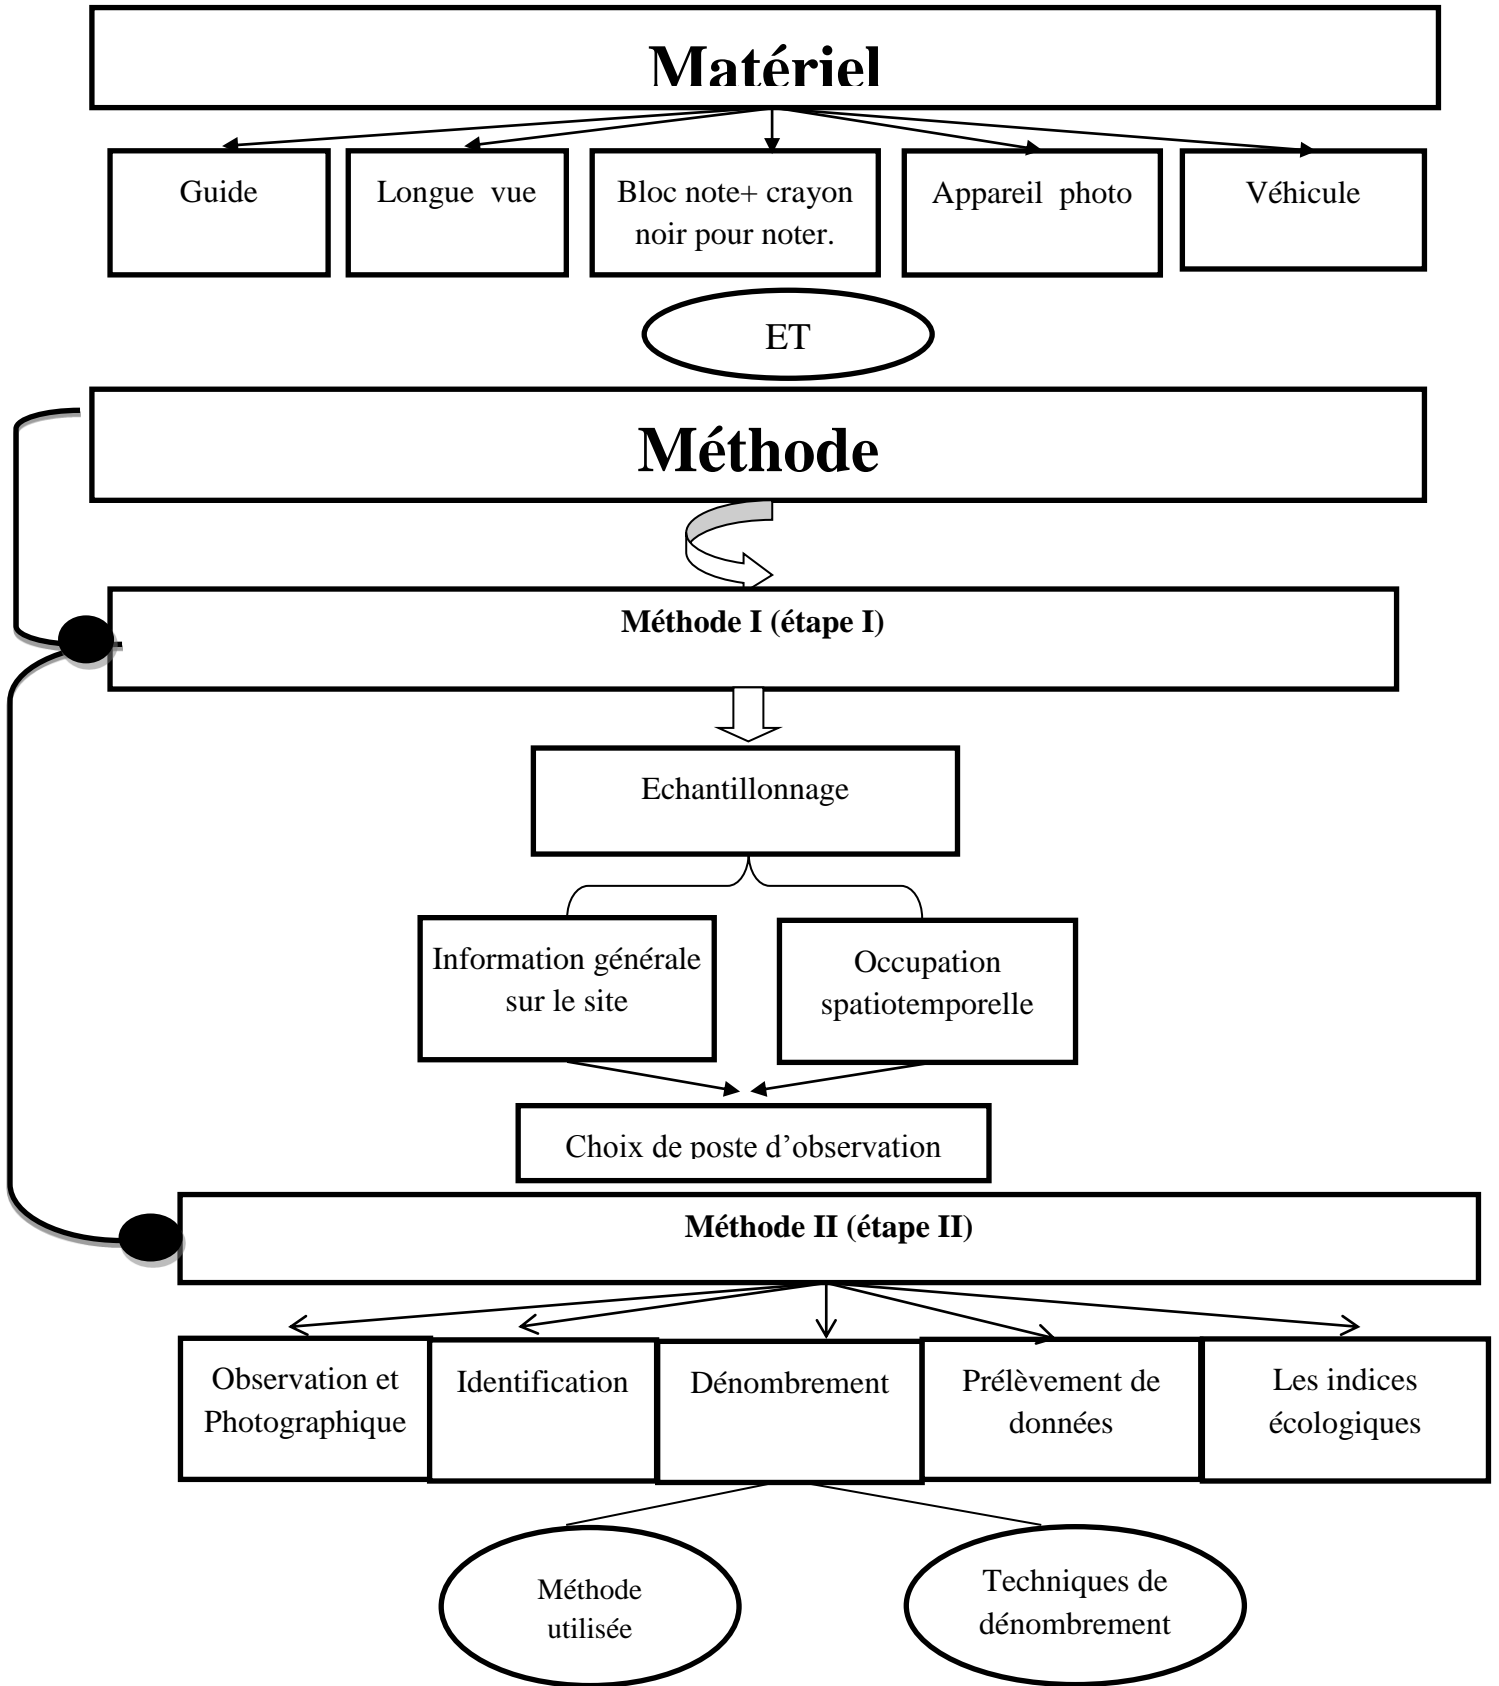 Matériel
Guide
Longue vue
Bloc note+ crayon
noir pour noter.
Appareil photo
Véhicule
ET
Méthode
Méthode I (étape I)
Echantillonnage
Information générale
sur le site
Occupation
spatiotemporelle
Choix de poste d’observation
Méthode II (étape II)
Observation et
Photographique
Identification
Dénombrement
Prélèvement de
données
Les indices
écologiques
Méthode
utilisée
Techniques de
dénombrement